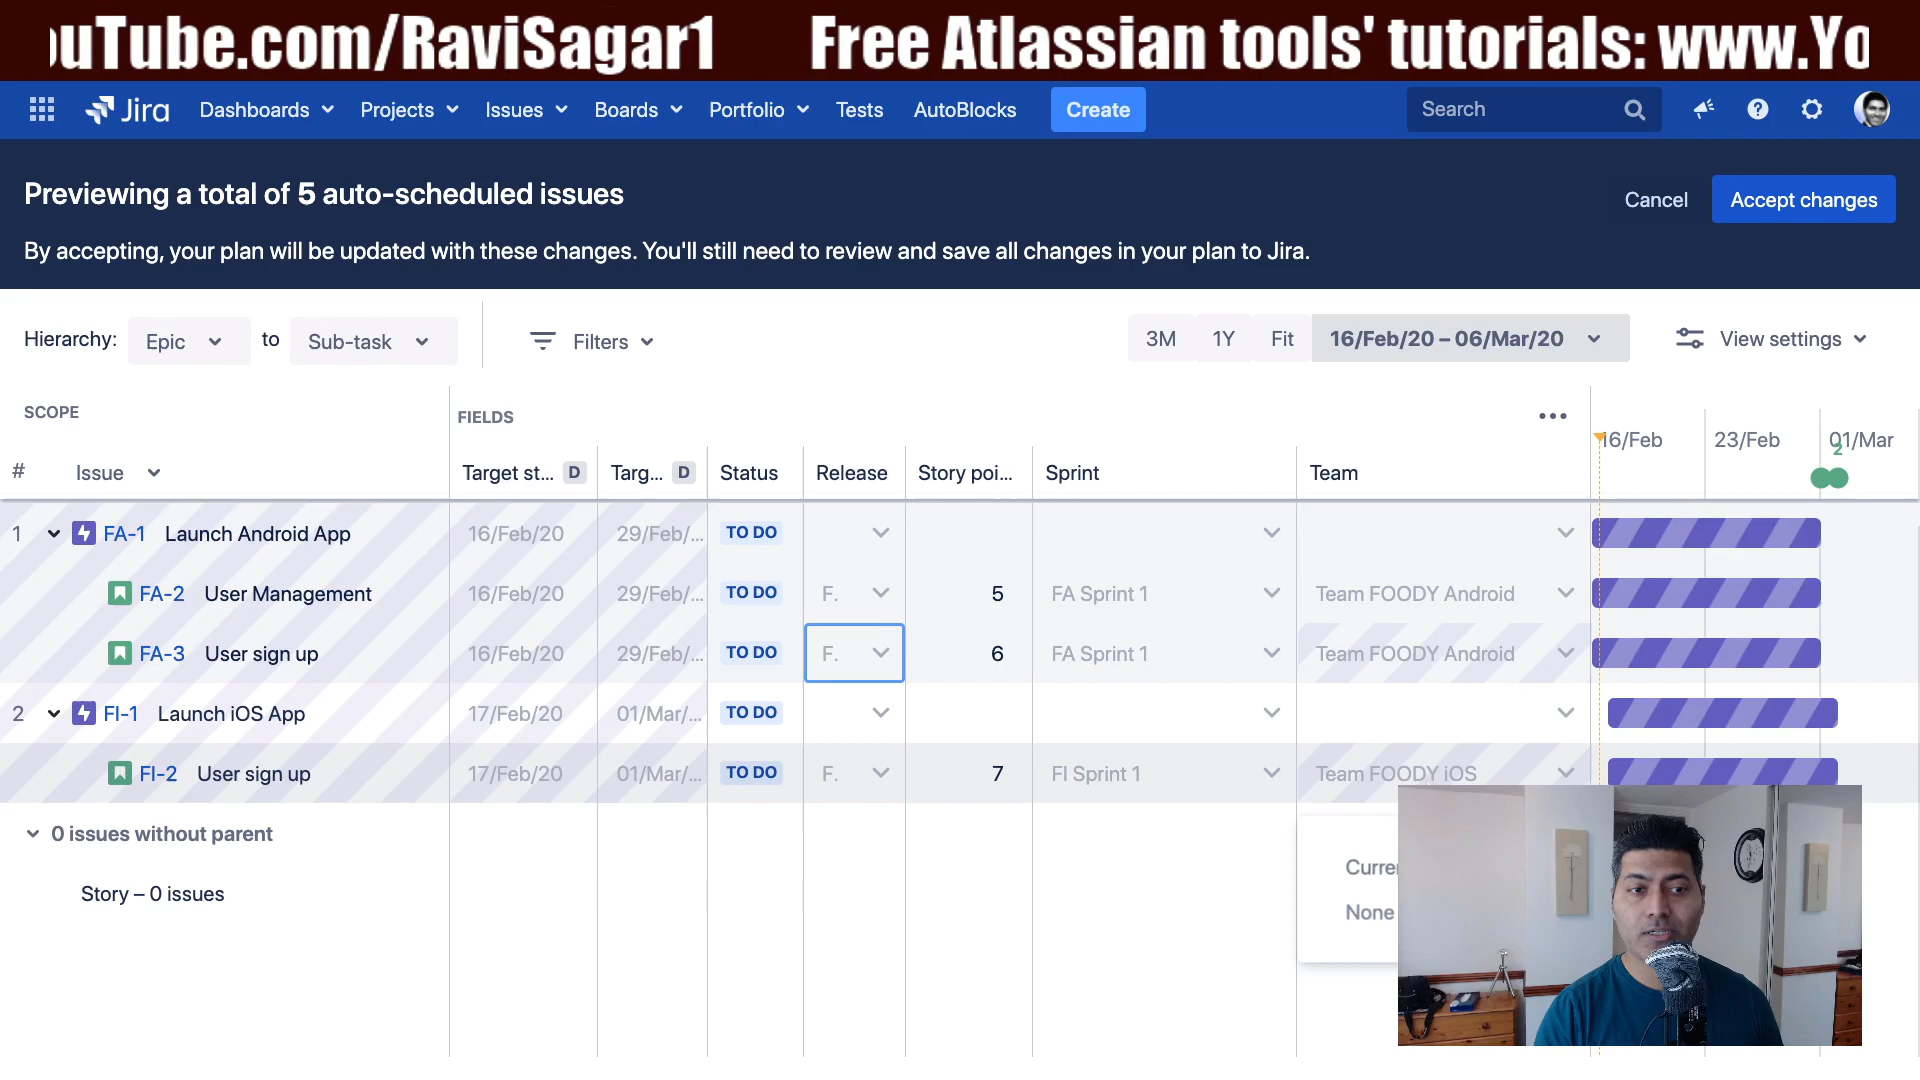 ouTube.com/RaviSagar1 Free Atlassian tools' tutorials: www.Yo
Jira Dashboards Projects Issues Boards Portfolio Tests AutoBlocks Create Search
Previewing a total of 5 auto-scheduled issues
Cancel Accept changes
By accepting, your plan will be updated with these changes. You'll still need to review and save all changes in your plan to Jira.
Hierarchy: Epic to Sub-task Filters 3M 1Y Fit 16/Feb/20 – 06/Mar/20 View settings
SCOPE FIELDS
16/Feb 23/Feb 01/Mar
2
# Issue Target st... D Targ... D Status Release Story poi... Sprint Team
1 FA-1 Launch Android App 16/Feb/20 29/Feb/... TO DO
FA-2 User Management 16/Feb/20 29/Feb/... TO DO F. 5 FA Sprint 1 Team FOODY Android
FA-3 User sign up 16/Feb/20 29/Feb/... TO DO F. 6 FA Sprint 1 Team FOODY Android
2 FI-1 Launch iOS App 17/Feb/20 01/Mar/... TO DO
FI-2 User sign up 17/Feb/20 01/Mar/... TO DO F. 7 FI Sprint 1 Team FOODY iOS
0 issues without parent
Curre
Story – 0 issues
None